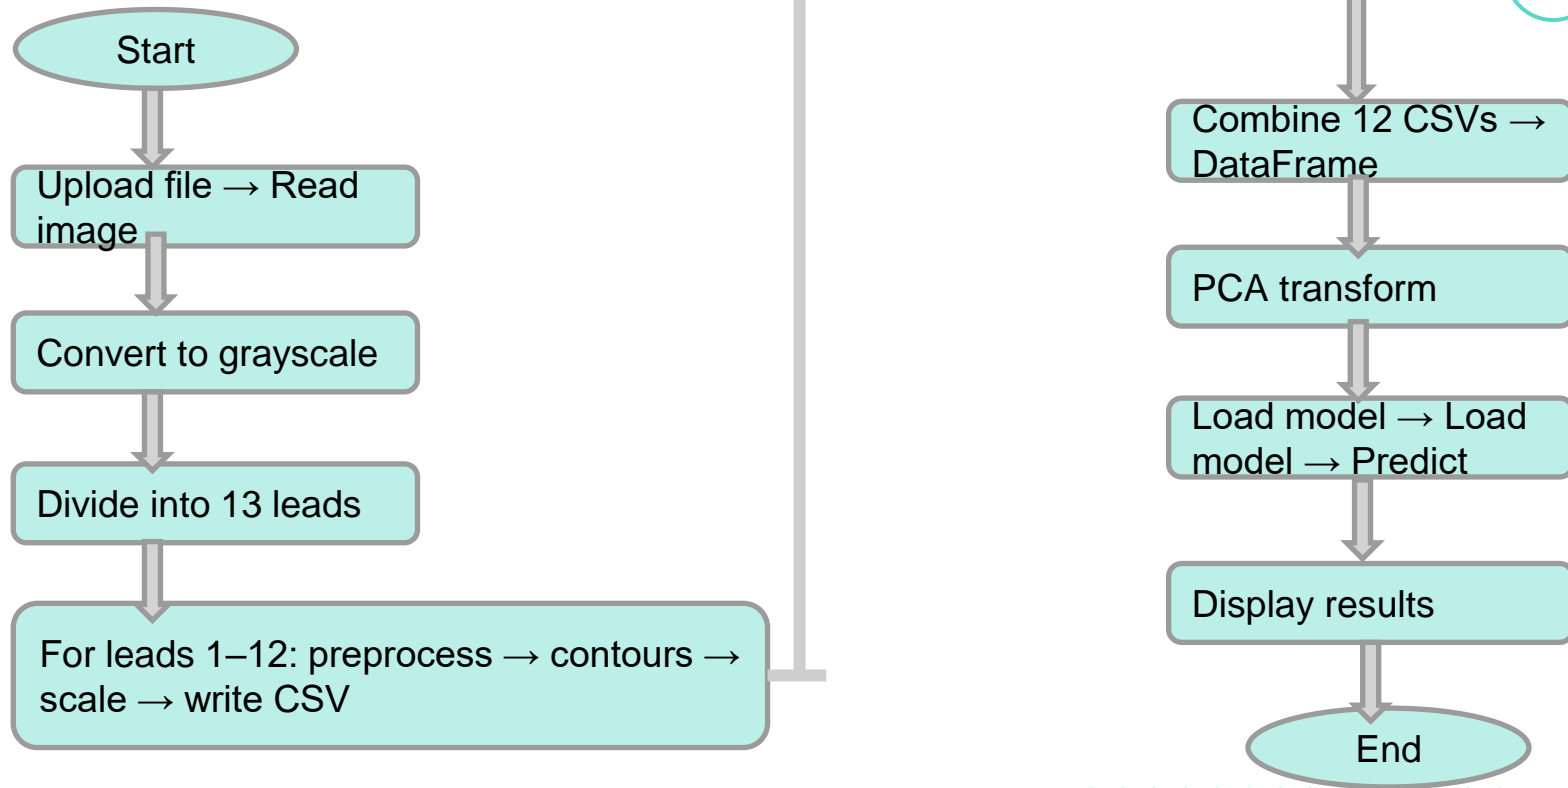 Start
Upload file → Read
image
Convert to grayscale
Divide into 13 leads
For leads 1–12: preprocess → contours →
scale → write CSV
Combine 12 CSVs →
DataFrame
PCA transform
Load model → Load
model → Predict
Display results
End